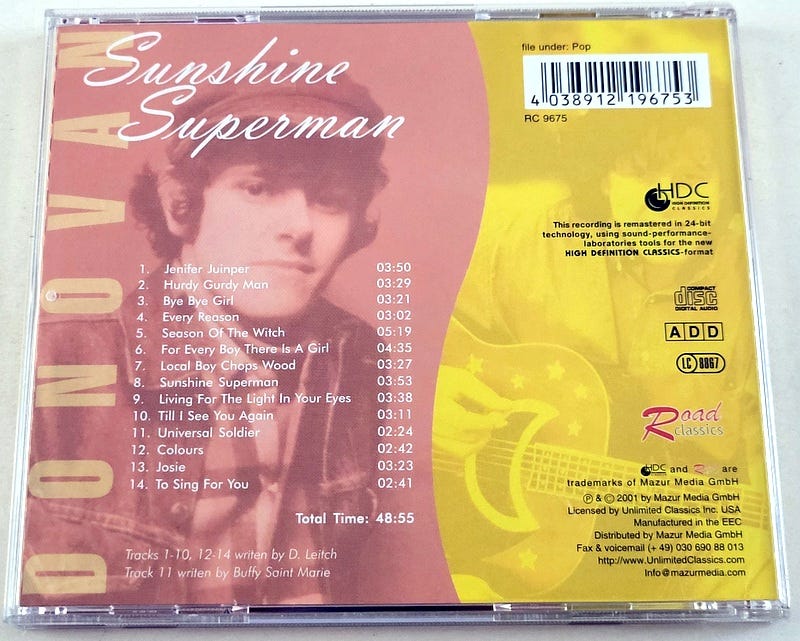 DONOVAN
Sunshine
Superman
1. Jenifer Juinper 03:50
2. Hurdy Gurdy Man 03:29
3. Bye Bye Girl 03:21
4. Every Reason 03:02
5. Season Of The Witch 05:19
6. For Every Boy There Is A Girl 04:35
7. Local Boy Chops Wood 03:27
8. Sunshine Superman 03:53
9. Living For The Light In Your Eyes 03:38
10. Till I See You Again 03:11
11. Universal Soldier 02:24
12. Colours 02:42
13. Josie 03:23
14. To Sing For You 02:41
Total Time: 48:55
Tracks 1-10, 12-14 writen by D. Leitch
Track 11 writen by Buffy Saint Marie
file under: Pop
4 038912 196753
RC 9675
HDC
HIGH DEFINITION
CLASSICS
This recording is remastered in 24-bit
technology, using sound-performance-
laboratories tools for the new
HIGH DEFINITION CLASSICS-format
COMPACT
disc
DIGITAL AUDIO
ADD
LC 8867
Road
classics
HDC and Road are
trademarks of Mazur Media GmbH
℗ & © 2001 by Mazur Media GmbH
Licensed by Unlimited Classics Inc. USA
Manufactured in the EEC
Distributed by Mazur Media GmbH
Fax & voicemail (+ 49) 030 690 88 013
http://www.UnlimitedClassics.com
Info@mazurmedia.com